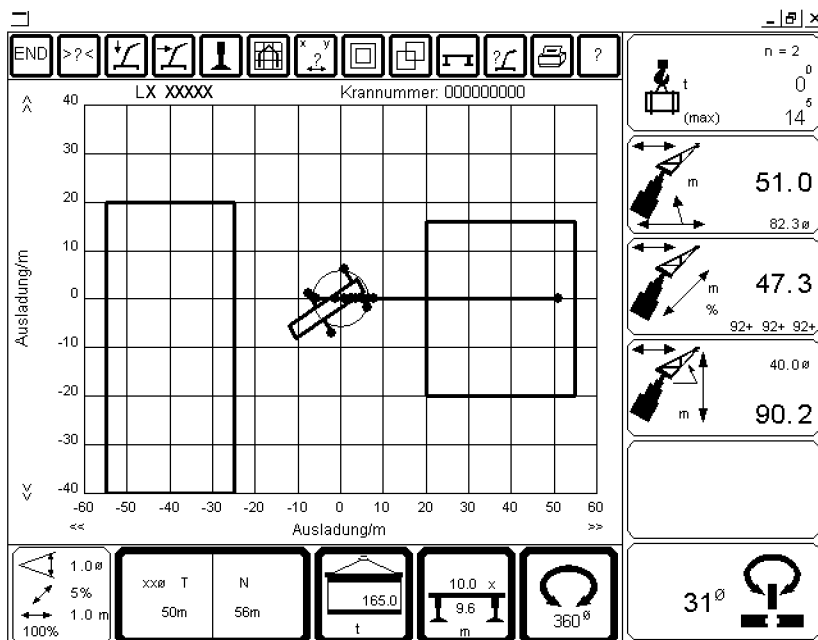 END >?< ? x y ? ? ?
LX XXXXX Krannummer: 000000000
40
30
20
10
0
-10
-20
-30
-40
Ausladung/m
<< >>
-60 -50 -40 -30 -20 -10 0 10 20 30 40 50 60
<< Ausladung/m >>
n = 2
t 0⁰
(max) 14⁵
m 51.0
82.3ø
m 47.3
%
92+ 92+ 92+
40.0ø
m 90.2
1.0ø
5%
1.0 m
100%
xxø T N
50m 56m
165.0
t
10.0 x
9.6
m
360ø
31ø